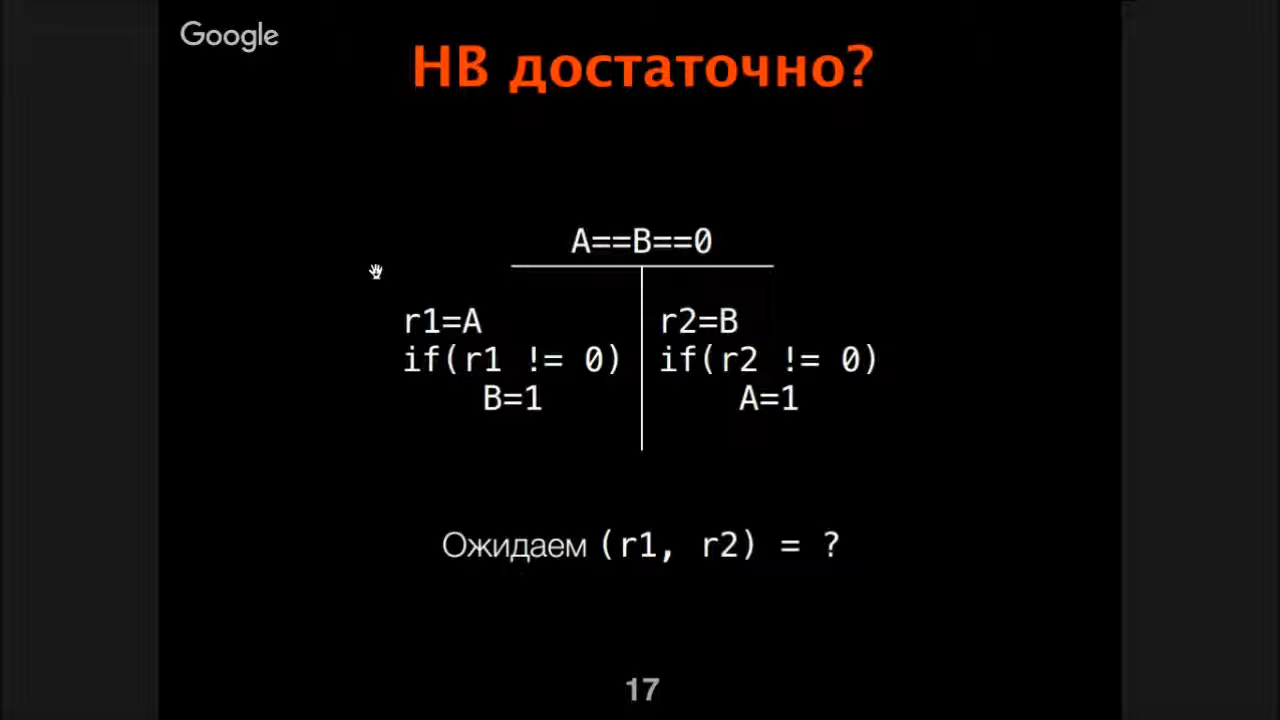 Google
HB достаточно?
A==B==0
r1=A
if(r1 != 0)
B=1
r2=B
if(r2 != 0)
A=1
Ожидаем (r1, r2) = ?
17